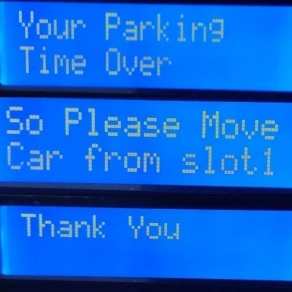 Your Parking
Time Over
So Please Move
Car from slot1
Thank You